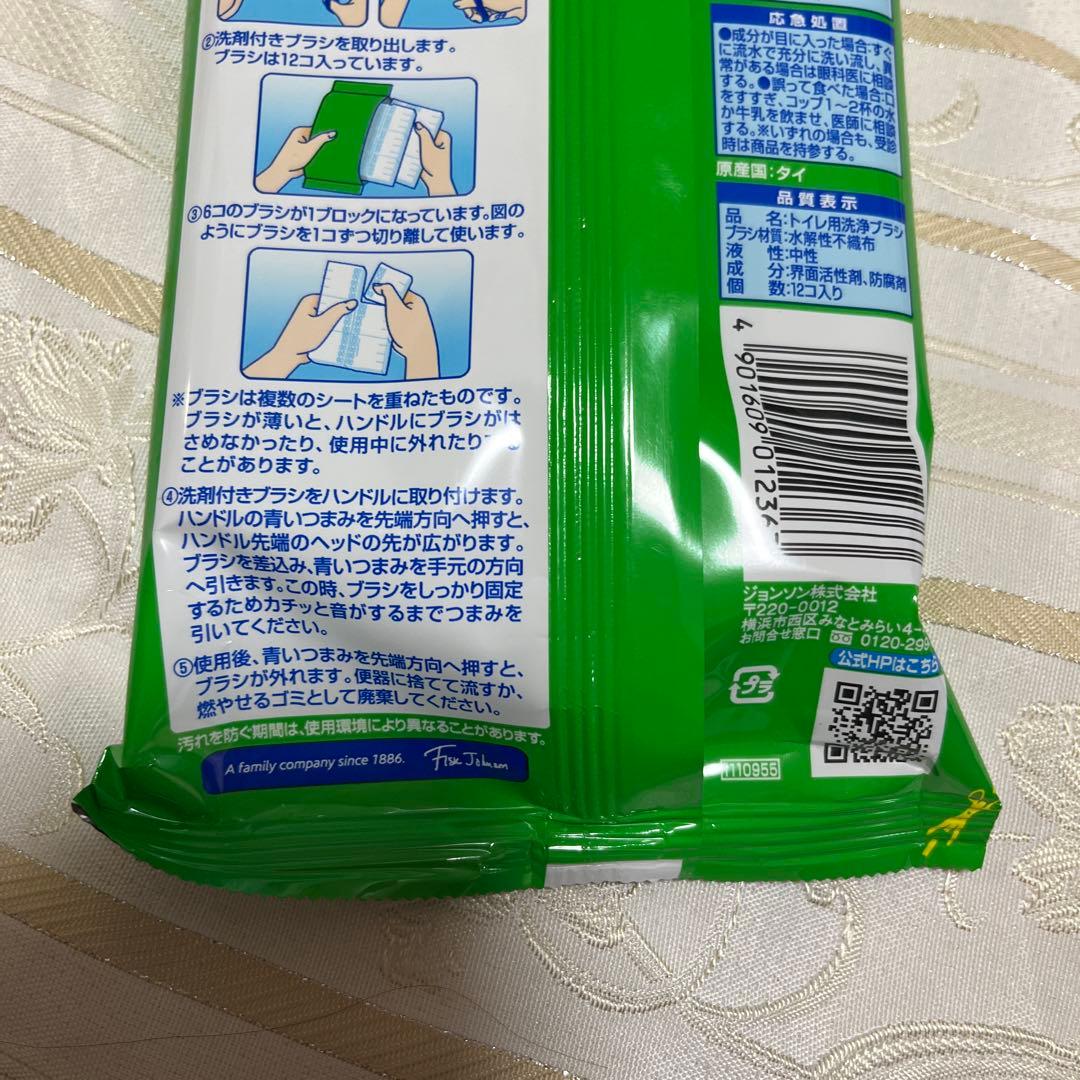 ②洗剤付きブラシを取り出します。
ブラシは12コ入っています。
③6コのブラシが1ブロックになっています。図の
ようにブラシを1コずつ切り離して使います。
※ブラシは複数のシートを重ねたものです。
ブラシが薄いと、ハンドルにブラシがは
さめなかったり、使用中に外れたりする
ことがあります。
④洗剤付きブラシをハンドルに取り付けます。
ハンドルの青いつまみを先端方向へ押すと、
ハンドル先端のヘッドの先が広がります。
ブラシを差込み、青いつまみを手元の方向
へ引きます。この時、ブラシをしっかり固定
するためカチッと音がするまでつまみを
引いてください。
⑤使用後、青いつまみを先端方向へ押すと、
ブラシが外れます。便器に捨てて流すか、
燃やせるゴミとして廃棄してください。
汚れを防ぐ期間は、使用環境により異なることがあります。
A family company since 1886.
Fisk Johnson
応急処置
●成分が目に入った場合:すぐ
に流水で充分に洗い流し、異
常がある場合は眼科医に相談
する。●誤って食べた場合:口
をすすぎ、コップ1〜2杯の水
か牛乳を飲ませ、医師に相談
する。※いずれの場合も、受診
時は商品を持参する。
原産国:タイ
品質表示
品 名:トイレ用洗浄ブラシ
ブラシ材質:水解性不織布
液 性:中性
成 分:界面活性剤、防腐剤
個 数:12コ入り
4 901609 0123
ジョンソン株式会社
〒220-0012
横浜市西区みなとみらい4-
お問合せ窓口 0120-299
公式HPはこちら
プラ
1110955